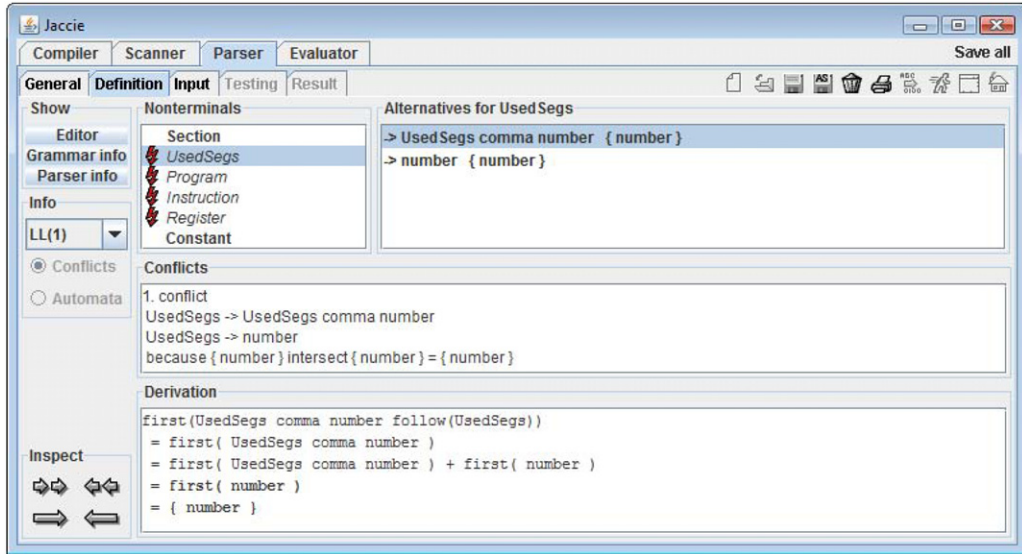 Jaccie
Compiler Scanner Parser Evaluator Save all
General Definition Input Testing Result
Show
Editor
Grammar info
Parser info
Info
LL(1)
Conflicts
Automata
Inspect
Nonterminals
Section
UsedSegs
Program
Instruction
Register
Constant
Alternatives for UsedSegs
-> UsedSegs comma number { number }
-> number { number }
Conflicts
1. conflict
UsedSegs -> UsedSegs comma number
UsedSegs -> number
because { number } intersect { number } = { number }
Derivation
first(UsedSegs comma number follow(UsedSegs))
= first( UsedSegs comma number )
= first( UsedSegs comma number ) + first( number )
= first( number )
= { number }